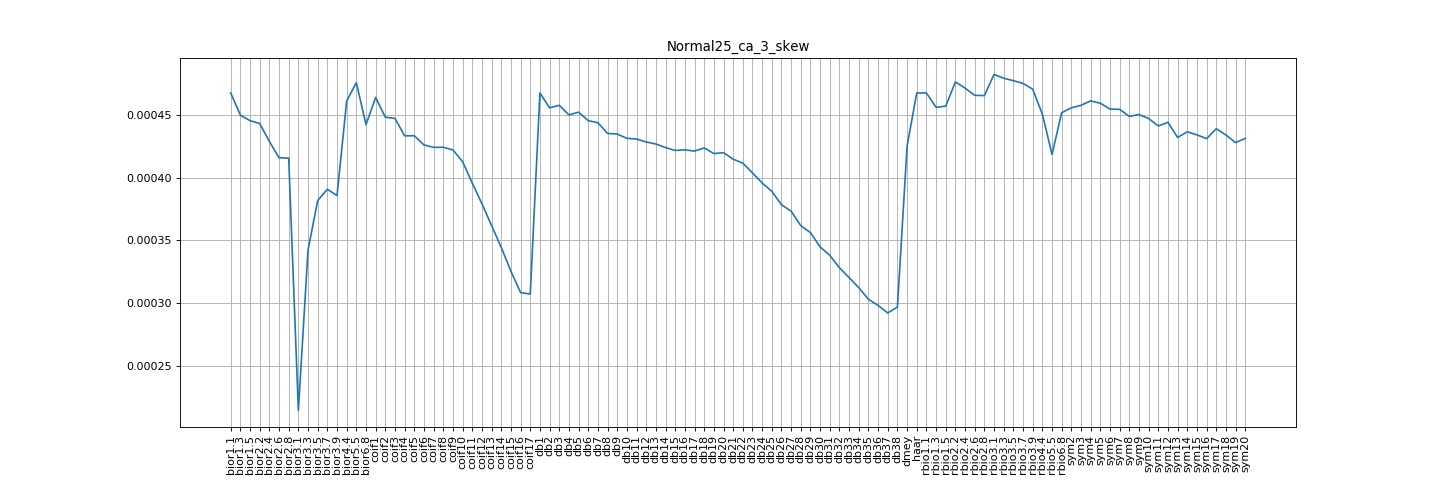 Normal25_ca_3_skew
0.00045
0.00040
0.00035
0.00030
0.00025
bior1.1
bior1.3
bior1.5
bior2.2
bior2.4
bior2.6
bior2.8
bior3.1
bior3.3
bior3.5
bior3.7
bior3.9
bior4.4
bior5.5
bior6.8
coif1
coif2
coif3
coif4
coif5
coif6
coif7
coif8
coif9
coif10
coif11
coif12
coif13
coif14
coif15
coif16
coif17
db1
db2
db3
db4
db5
db6
db7
db8
db9
db10
db11
db12
db13
db14
db15
db16
db17
db18
db19
db20
db21
db22
db23
db24
db25
db26
db27
db28
db29
db30
db31
db32
db33
db34
db35
db36
db37
db38
dmey
haar
rbio1.1
rbio1.3
rbio1.5
rbio2.2
rbio2.4
rbio2.6
rbio2.8
rbio3.1
rbio3.3
rbio3.5
rbio3.7
rbio3.9
rbio4.4
rbio5.5
rbio6.8
sym2
sym3
sym4
sym5
sym6
sym7
sym8
sym9
sym10
sym11
sym12
sym13
sym14
sym15
sym16
sym17
sym18
sym19
sym20